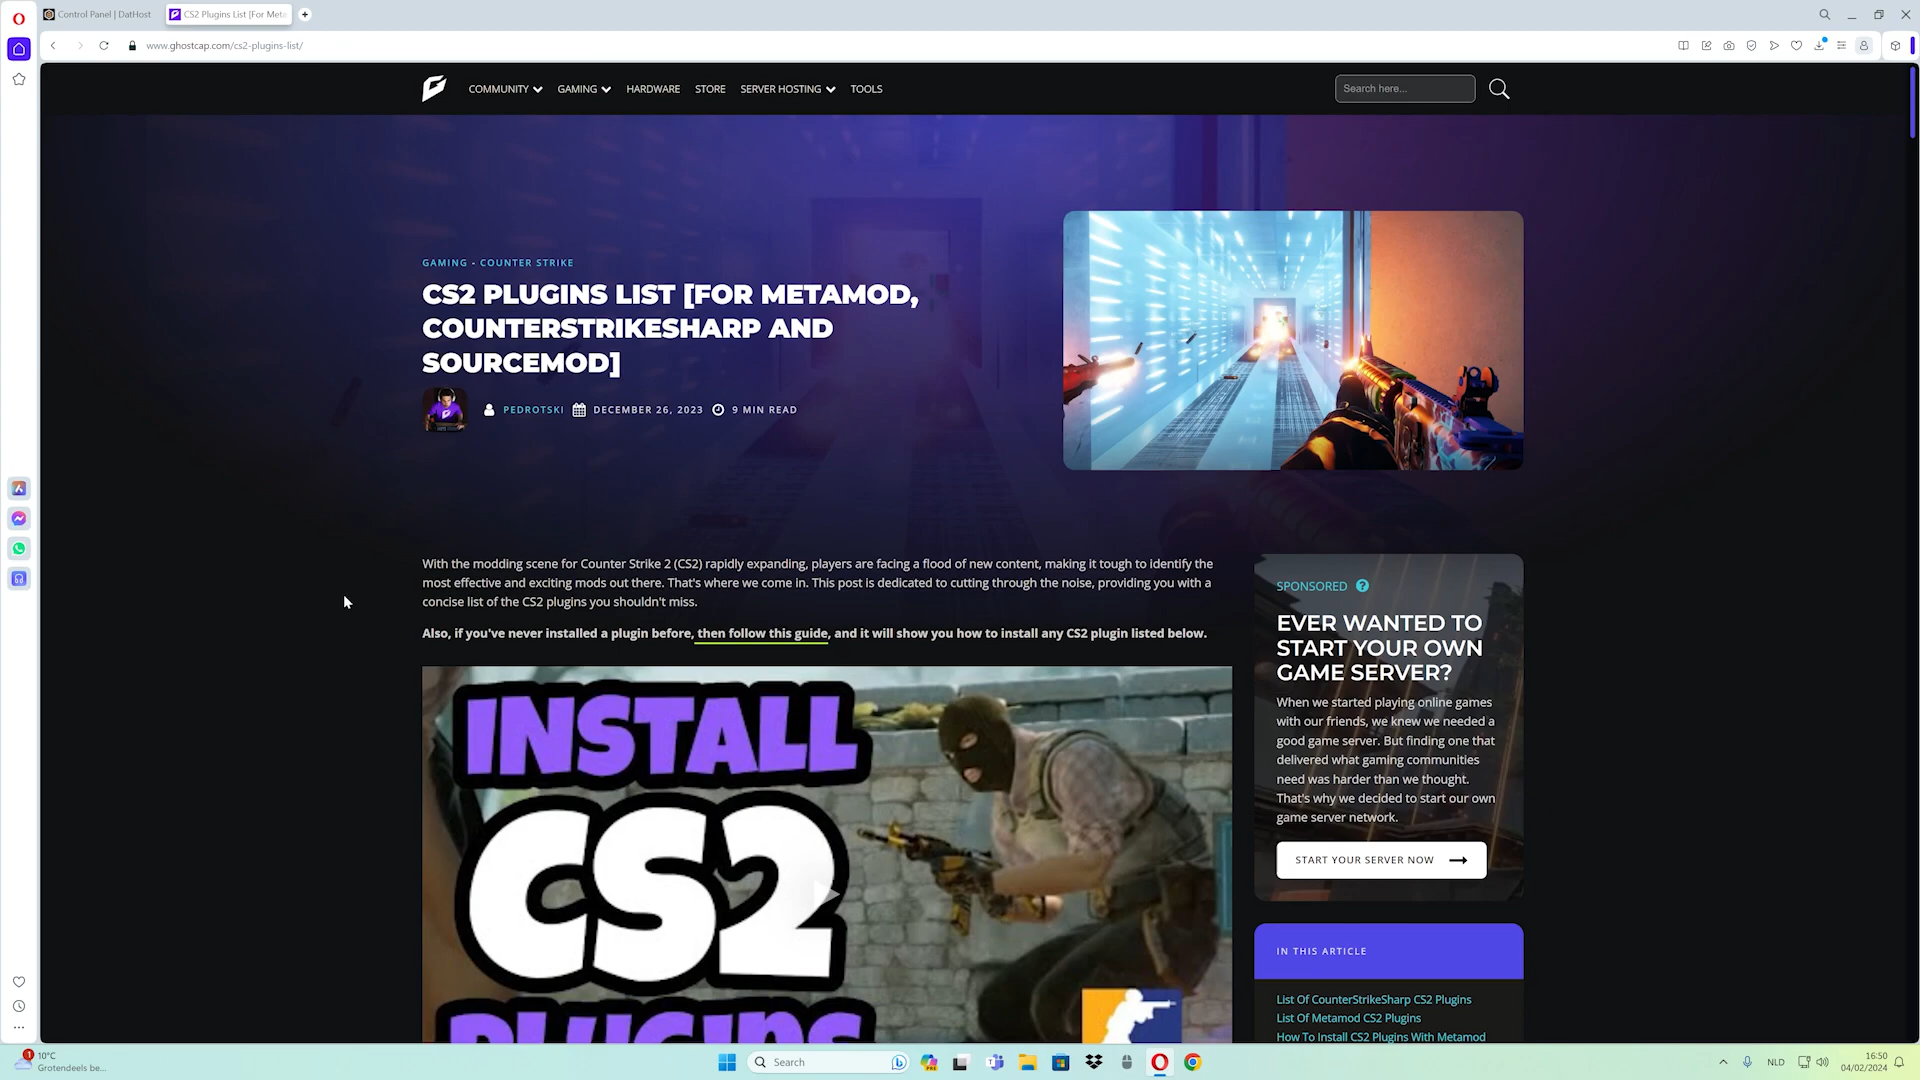 Control Panel | DatHost
CS2 Plugins List [For Meta
www.ghostcap.com/cs2-plugins-list/
COMMUNITY
GAMING
HARDWARE
STORE
SERVER HOSTING
TOOLS
Search here...
GAMING - COUNTER STRIKE
CS2 PLUGINS LIST [FOR METAMOD,
COUNTERSTRIKESHARP AND
SOURCEMOD]
PEDROTSKI
DECEMBER 26, 2023
9 MIN READ
With the modding scene for Counter Strike 2 (CS2) rapidly expanding, players are facing a flood of new content, making it tough to identify the
most effective and exciting mods out there. That's where we come in. This post is dedicated to cutting through the noise, providing you with a
concise list of the CS2 plugins you shouldn't miss.
Also, if you've never installed a plugin before, then follow this guide, and it will show you how to install any CS2 plugin listed below.
INSTALL
CS2
PLUGINS
SPONSORED ?
EVER WANTED TO
START YOUR OWN
GAME SERVER?
When we started playing online games
with our friends, we knew we needed a
good game server. But finding one that
delivered what gaming communities
need was harder than we thought.
That's why we decided to start our own
game server network.
START YOUR SERVER NOW
IN THIS ARTICLE
List Of CounterStrikeSharp CS2 Plugins
List Of Metamod CS2 Plugins
How To Install CS2 Plugins With Metamod
1
10°C
Grotendeels be...
Search
NLD
16:50
04/02/2024